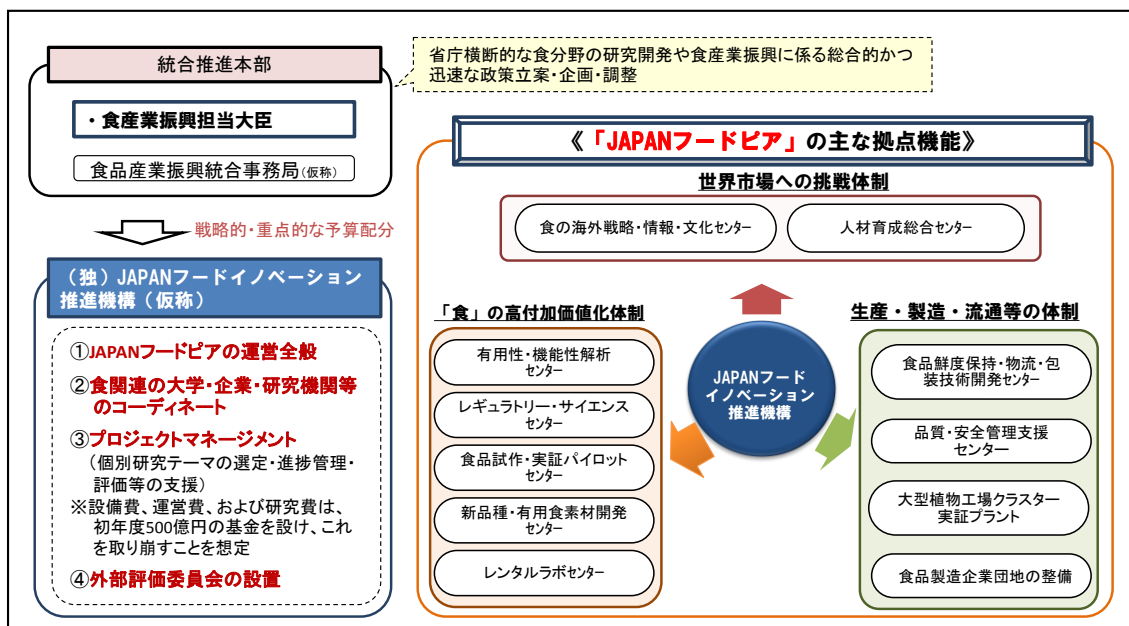 統合推進本部
・食産業振興担当大臣
食品産業振興統合事務局(仮称)
省庁横断的な食分野の研究開発や食産業振興に係る総合的かつ
迅速な政策立案・企画・調整
戦略的・重点的な予算配分
（独）JAPANフードイノベーション
推進機構（仮称）
①JAPANフードピアの運営全般
②食関連の大学・企業・研究機関等
のコーディネート
③プロジェクトマネージメント
（個別研究テーマの選定・進捗管理・
評価等の支援）
※設備費、運営費、および研究費は、
初年度500億円の基金を設け、これ
を取り崩すことを想定
④外部評価委員会の設置
《「JAPANフードピア」の主な拠点機能》
世界市場への挑戦体制
食の海外戦略・情報・文化センター
人材育成総合センター
「食」の高付加価値化体制
有用性・機能性解析
センター
レギュラトリー・サイエンス
センター
食品試作・実証パイロット
センター
新品種・有用食素材開発
センター
レンタルラボセンター
JAPANフード
イノベーション
推進機構
生産・製造・流通等の体制
食品鮮度保持・物流・包
装技術開発センター
品質・安全管理支援
センター
大型植物工場クラスター
実証プラント
食品製造企業団地の整備